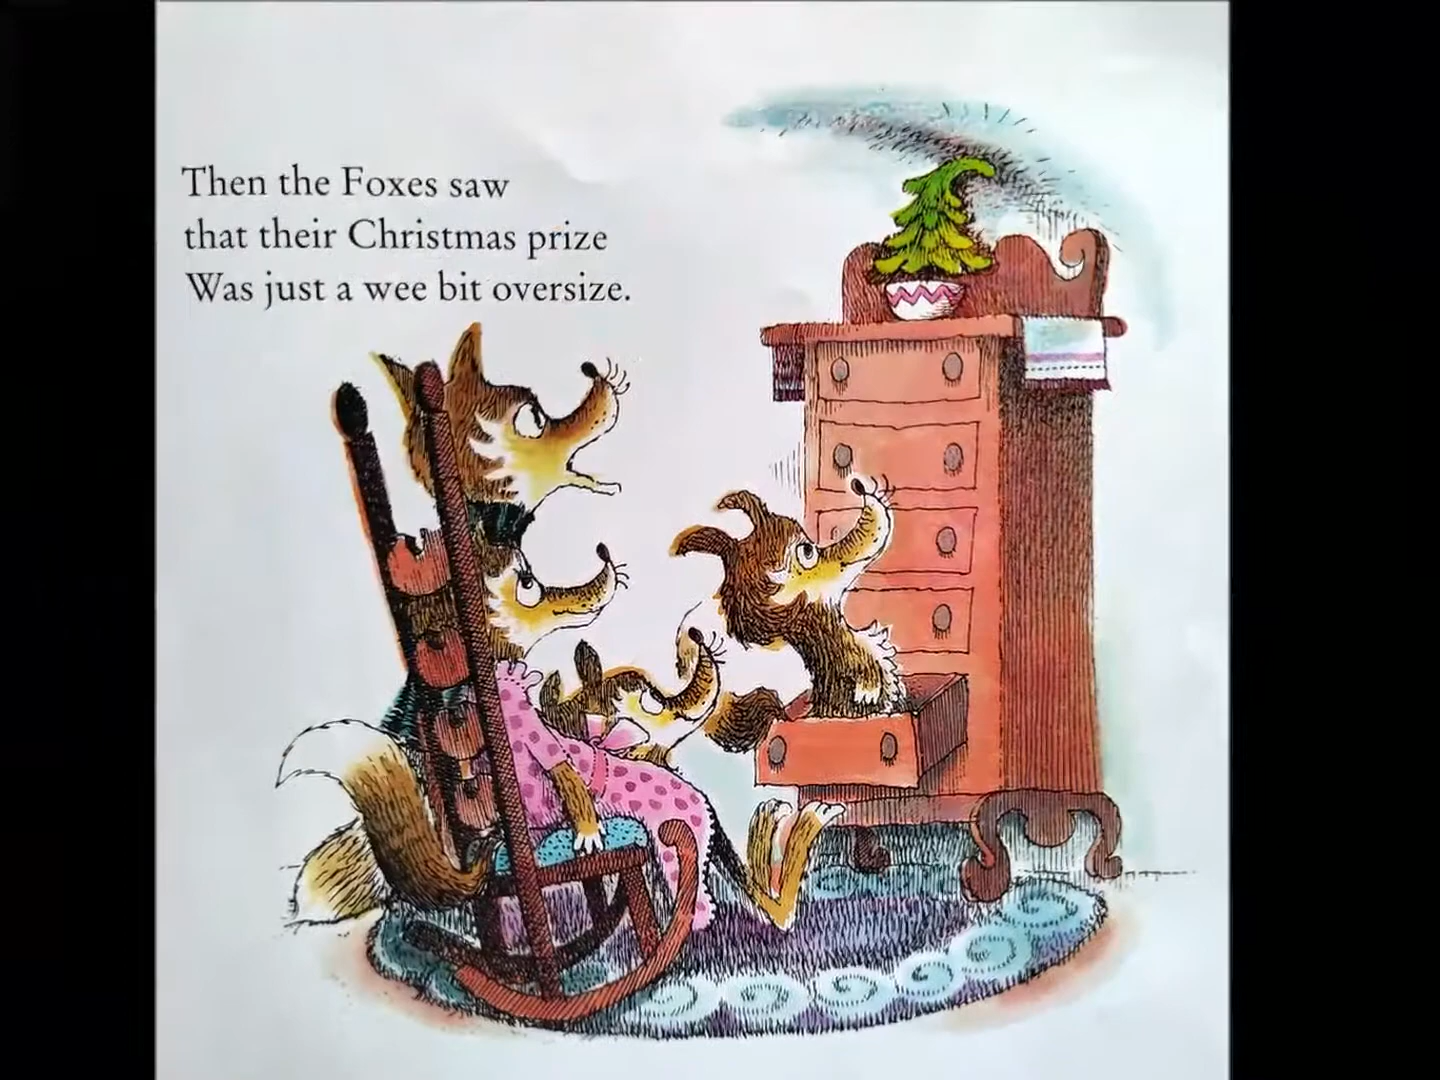 Then the Foxes saw
that their Christmas prize
Was just a wee bit oversize.